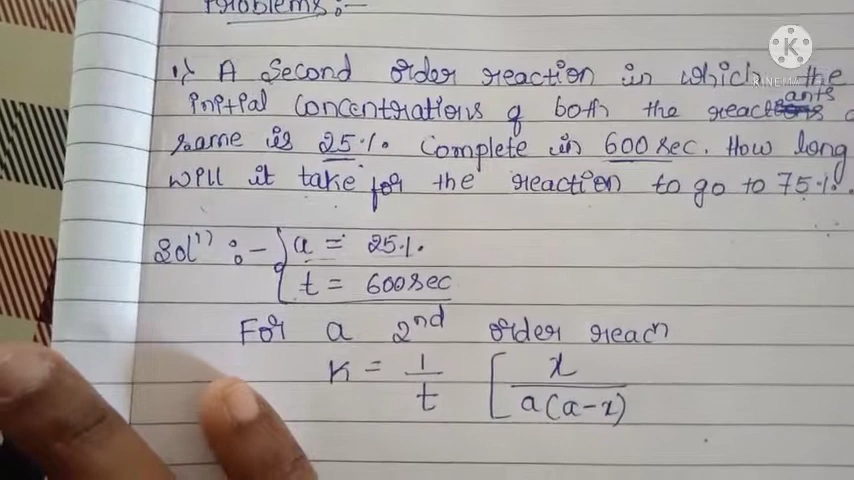 Problems:-
1) A Second order reaction in which the
initial concentrations of both the reactants
same is 25%. Complete in 600 sec. How long
will it take for the reaction to go to 75%.
Sol^n) :- { a = 25%.
t = 600 sec
For a 2nd order reacn
K = 1/t [ x / a(a-x)
K
RINEMA